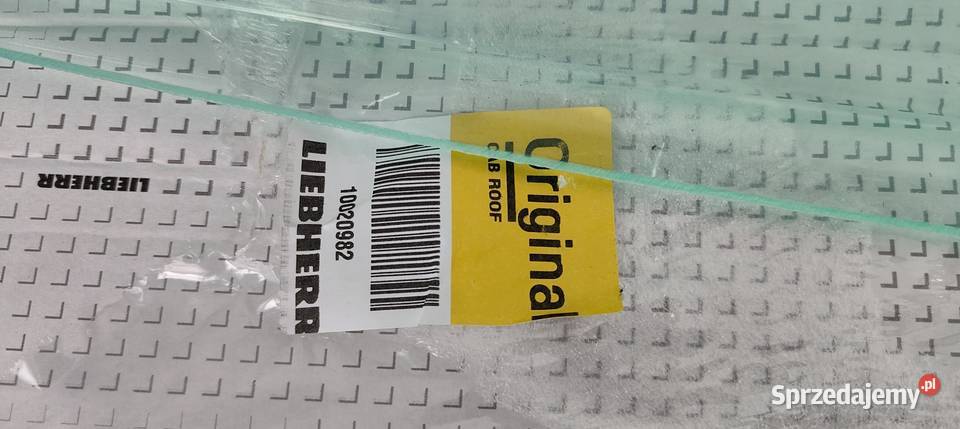 LIEBHERR
LIEBHERR
10020982
Original
CAB ROOF
Sprzedajemy.pl